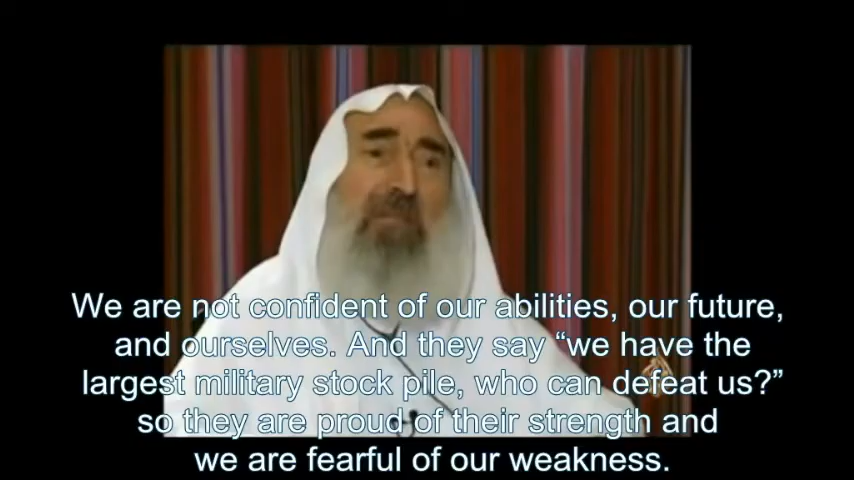 We are not confident of our abilities, our future,
and ourselves. And they say “we have the
largest military stock pile, who can defeat us?”
so they are proud of their strength and
we are fearful of our weakness.